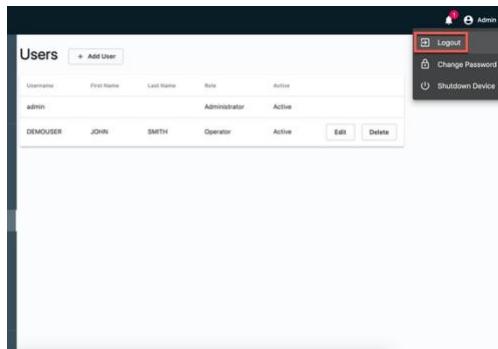 1
Admin
Logout
Change Password
Shutdown Device
Users + Add User
Username First Name Last Name Role Active
admin Administrator Active
DEMOUSER JOHN SMITH Operator Active Edit Delete